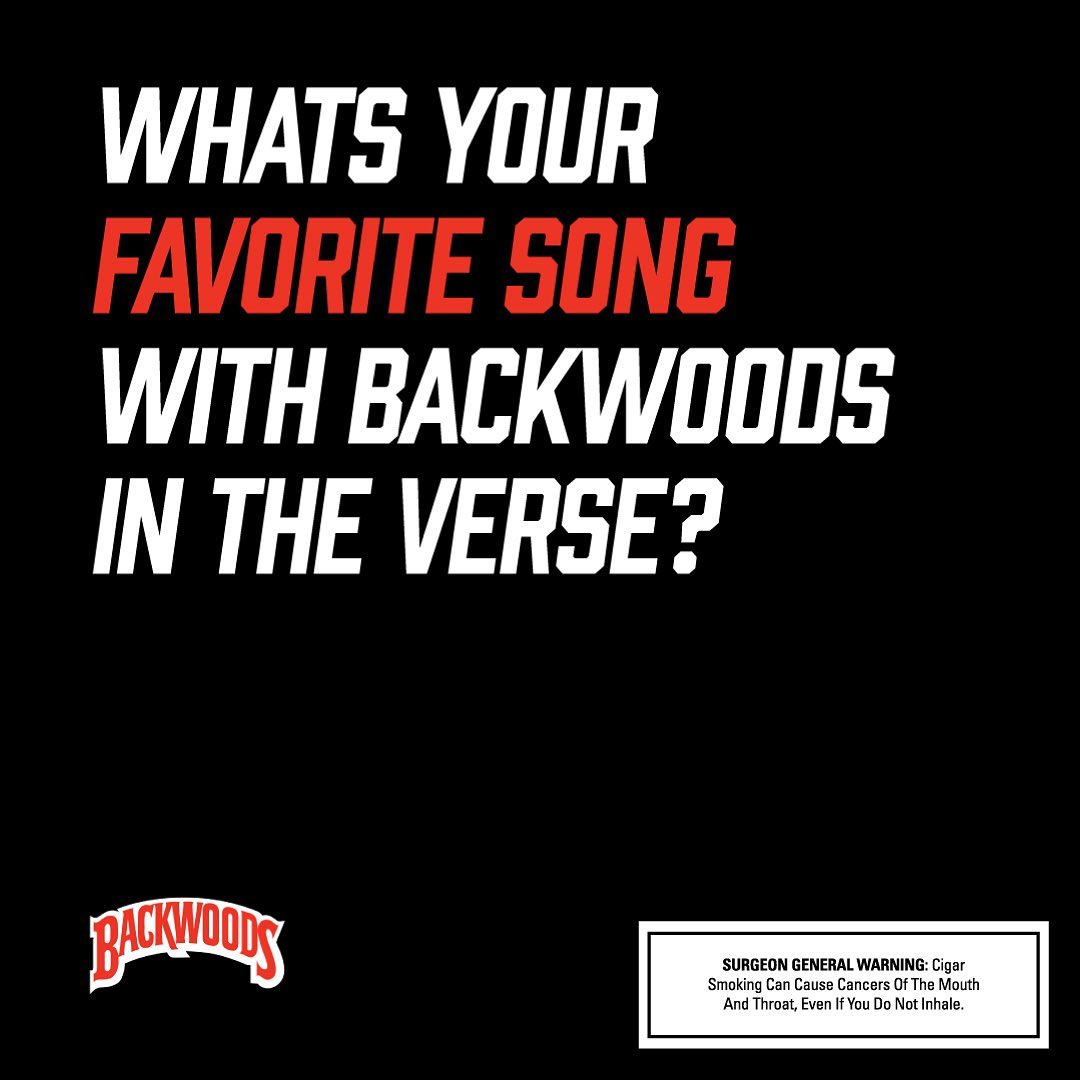 WHATS YOUR
FAVORITE SONG
WITH BACKWOODS
IN THE VERSE?
BACKWOODS
SURGEON GENERAL WARNING: Cigar
Smoking Can Cause Cancers Of The Mouth
And Throat, Even If You Do Not Inhale.